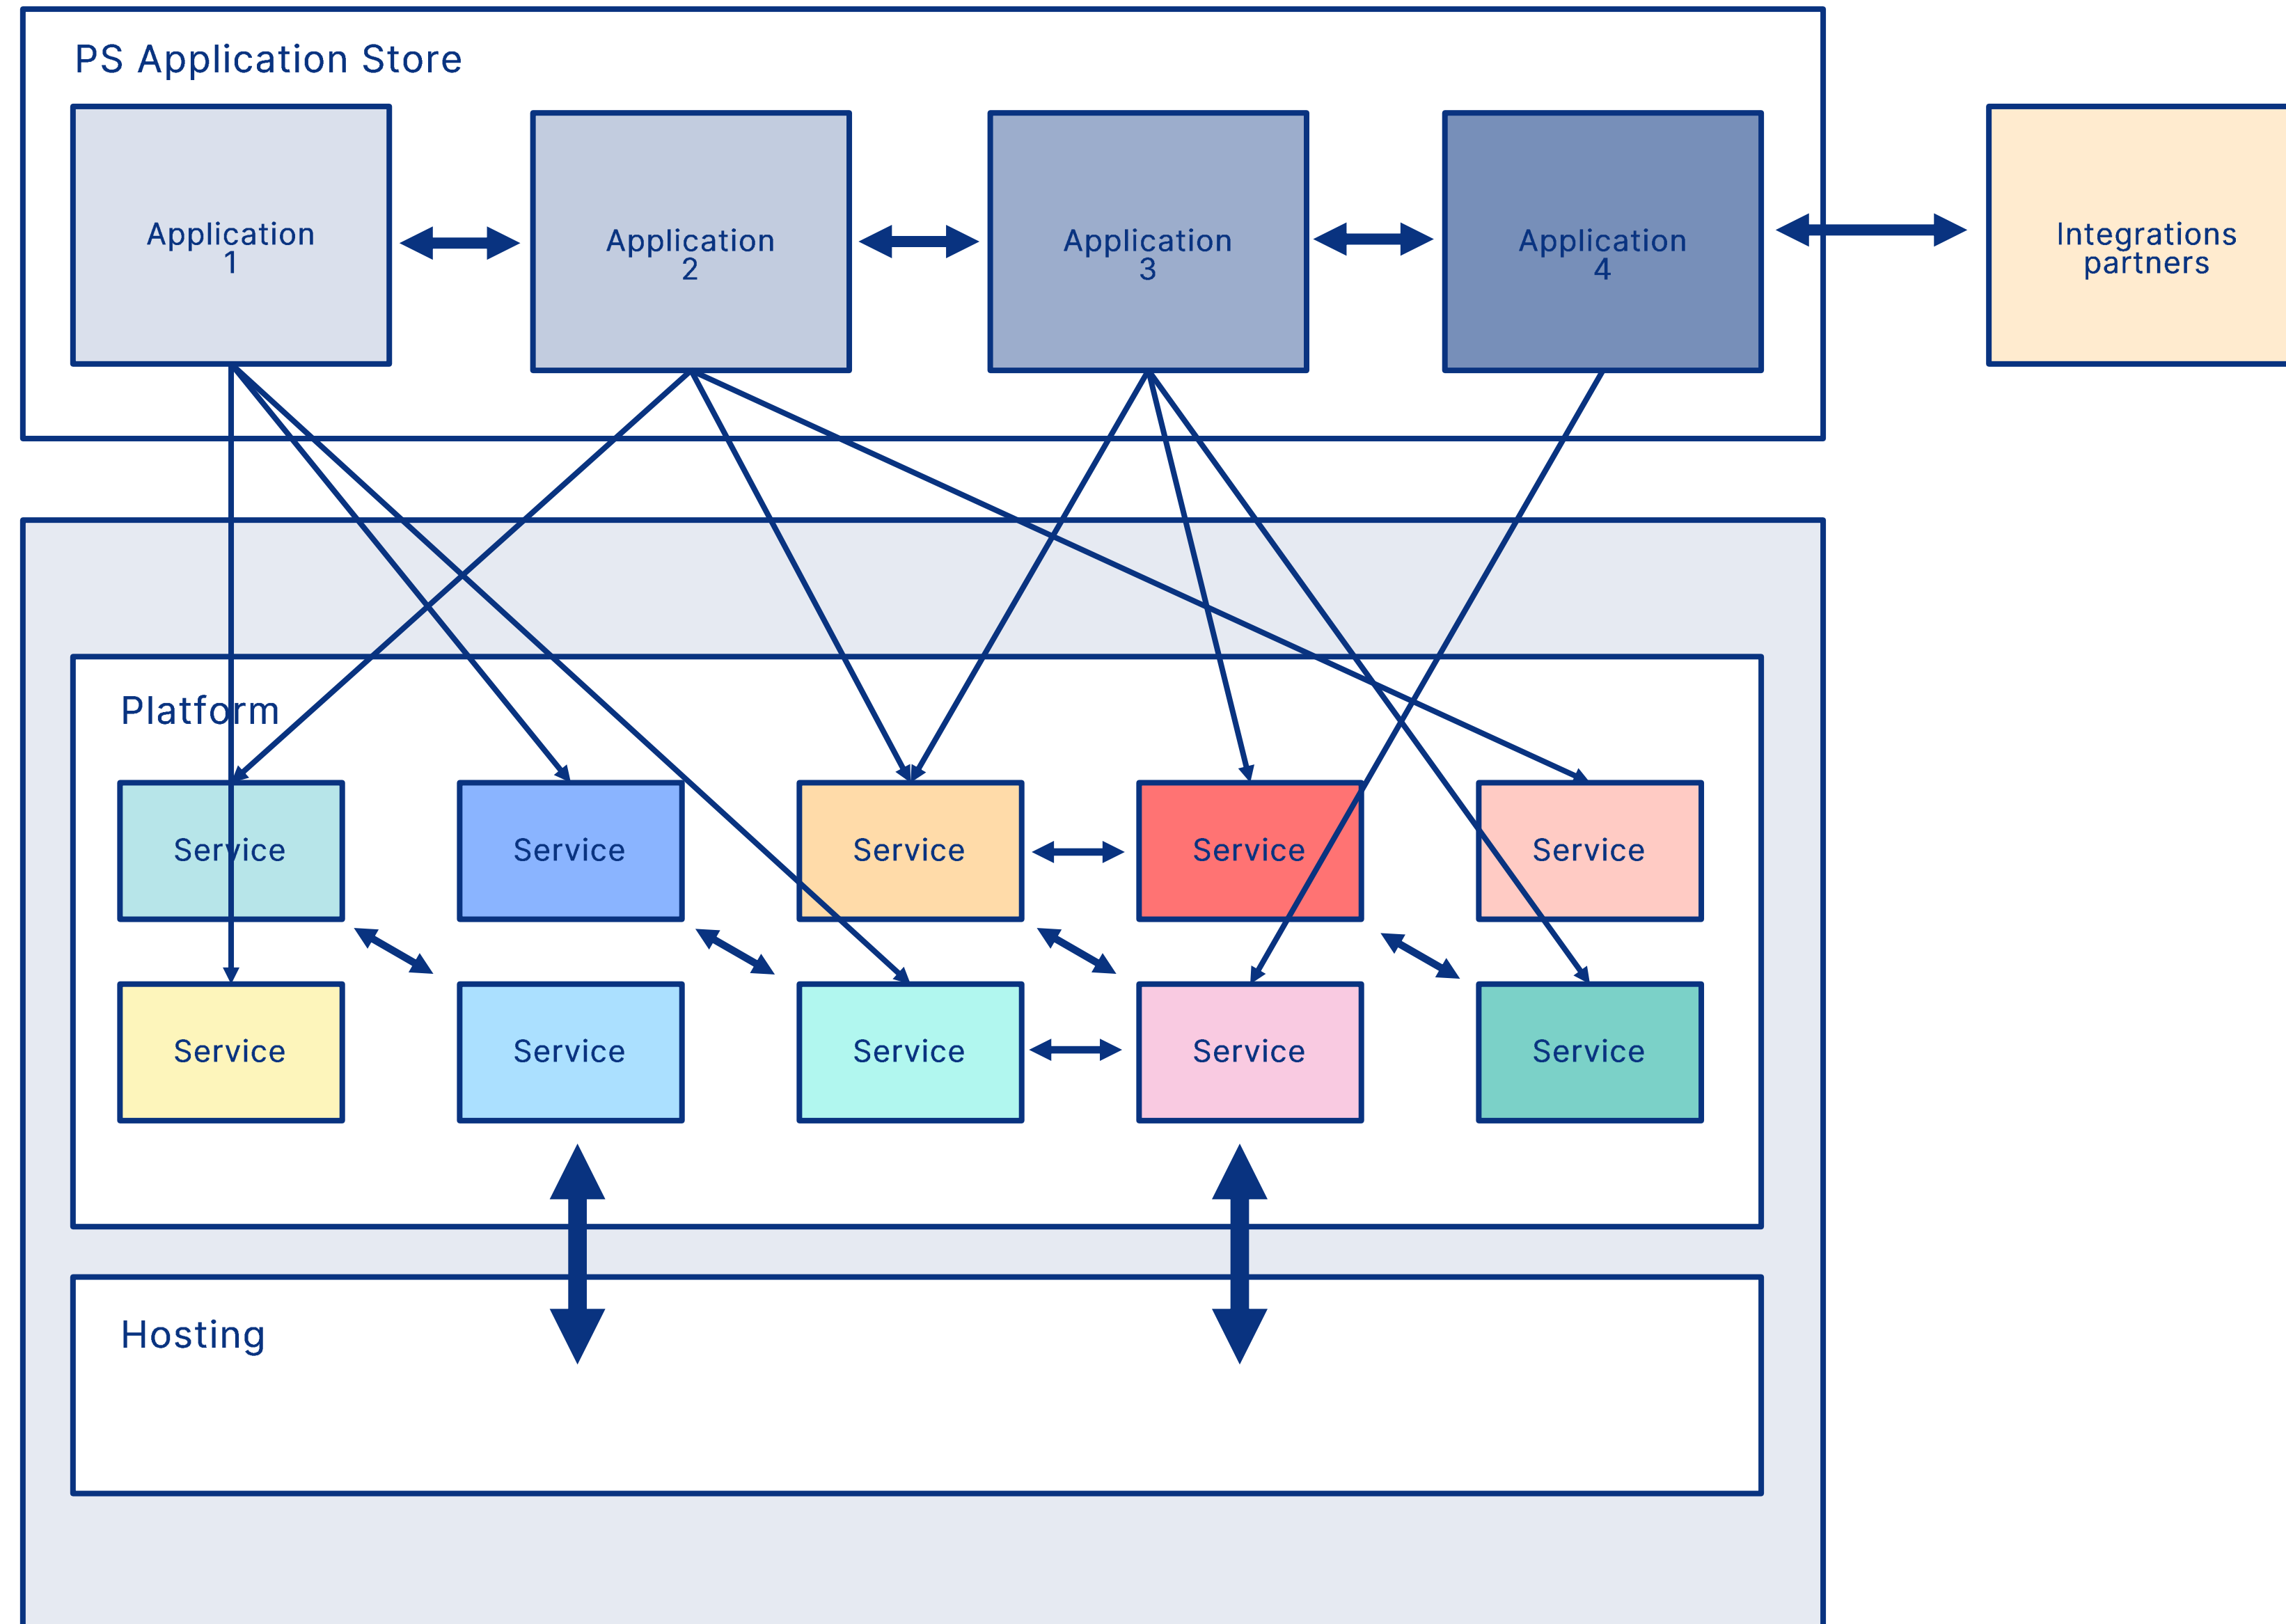 PS Application Store
Application
1
Application
2
Application
3
Application
4
Integrations
partners
Platform
Service
Service
Service
Service
Service
Service
Service
Service
Service
Service
Hosting